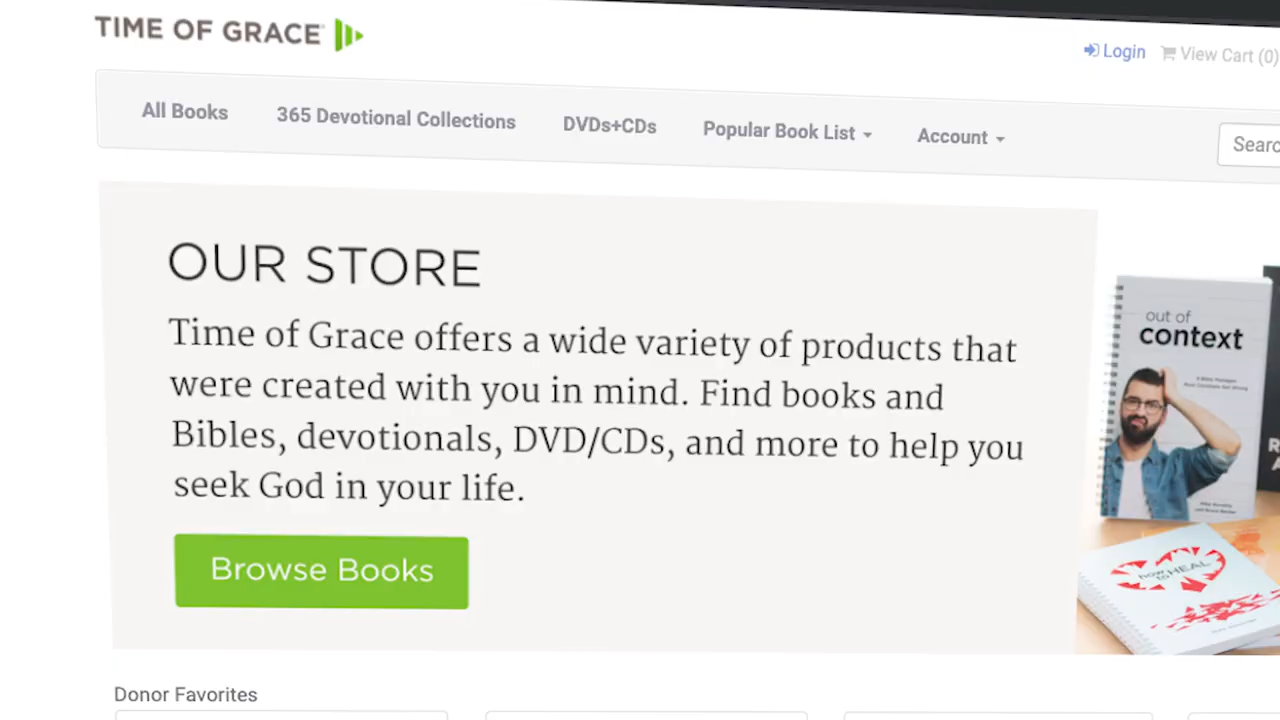 TIME OF GRACE
Login View Cart (0)
All Books 365 Devotional Collections DVDs+CDs Popular Book List Account
OUR STORE
Time of Grace offers a wide variety of products that
were created with you in mind. Find books and
Bibles, devotionals, DVD/CDs, and more to help you
seek God in your life.
Browse Books
out of
context
how
to HEAL
Donor Favorites